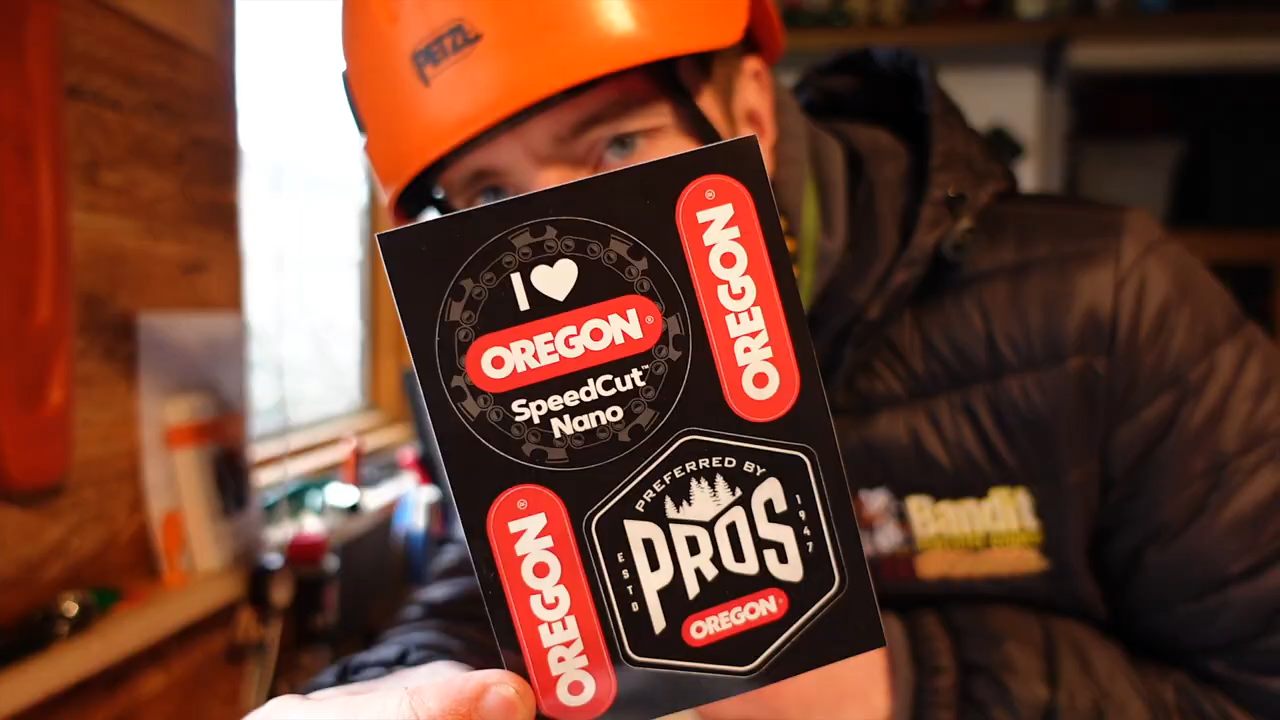 PETZL
I ♥
OREGON®
SpeedCut™
Nano
OREGON®
OREGON®
PREFERRED BY
PROS
ESTD
1947
OREGON
Bandit